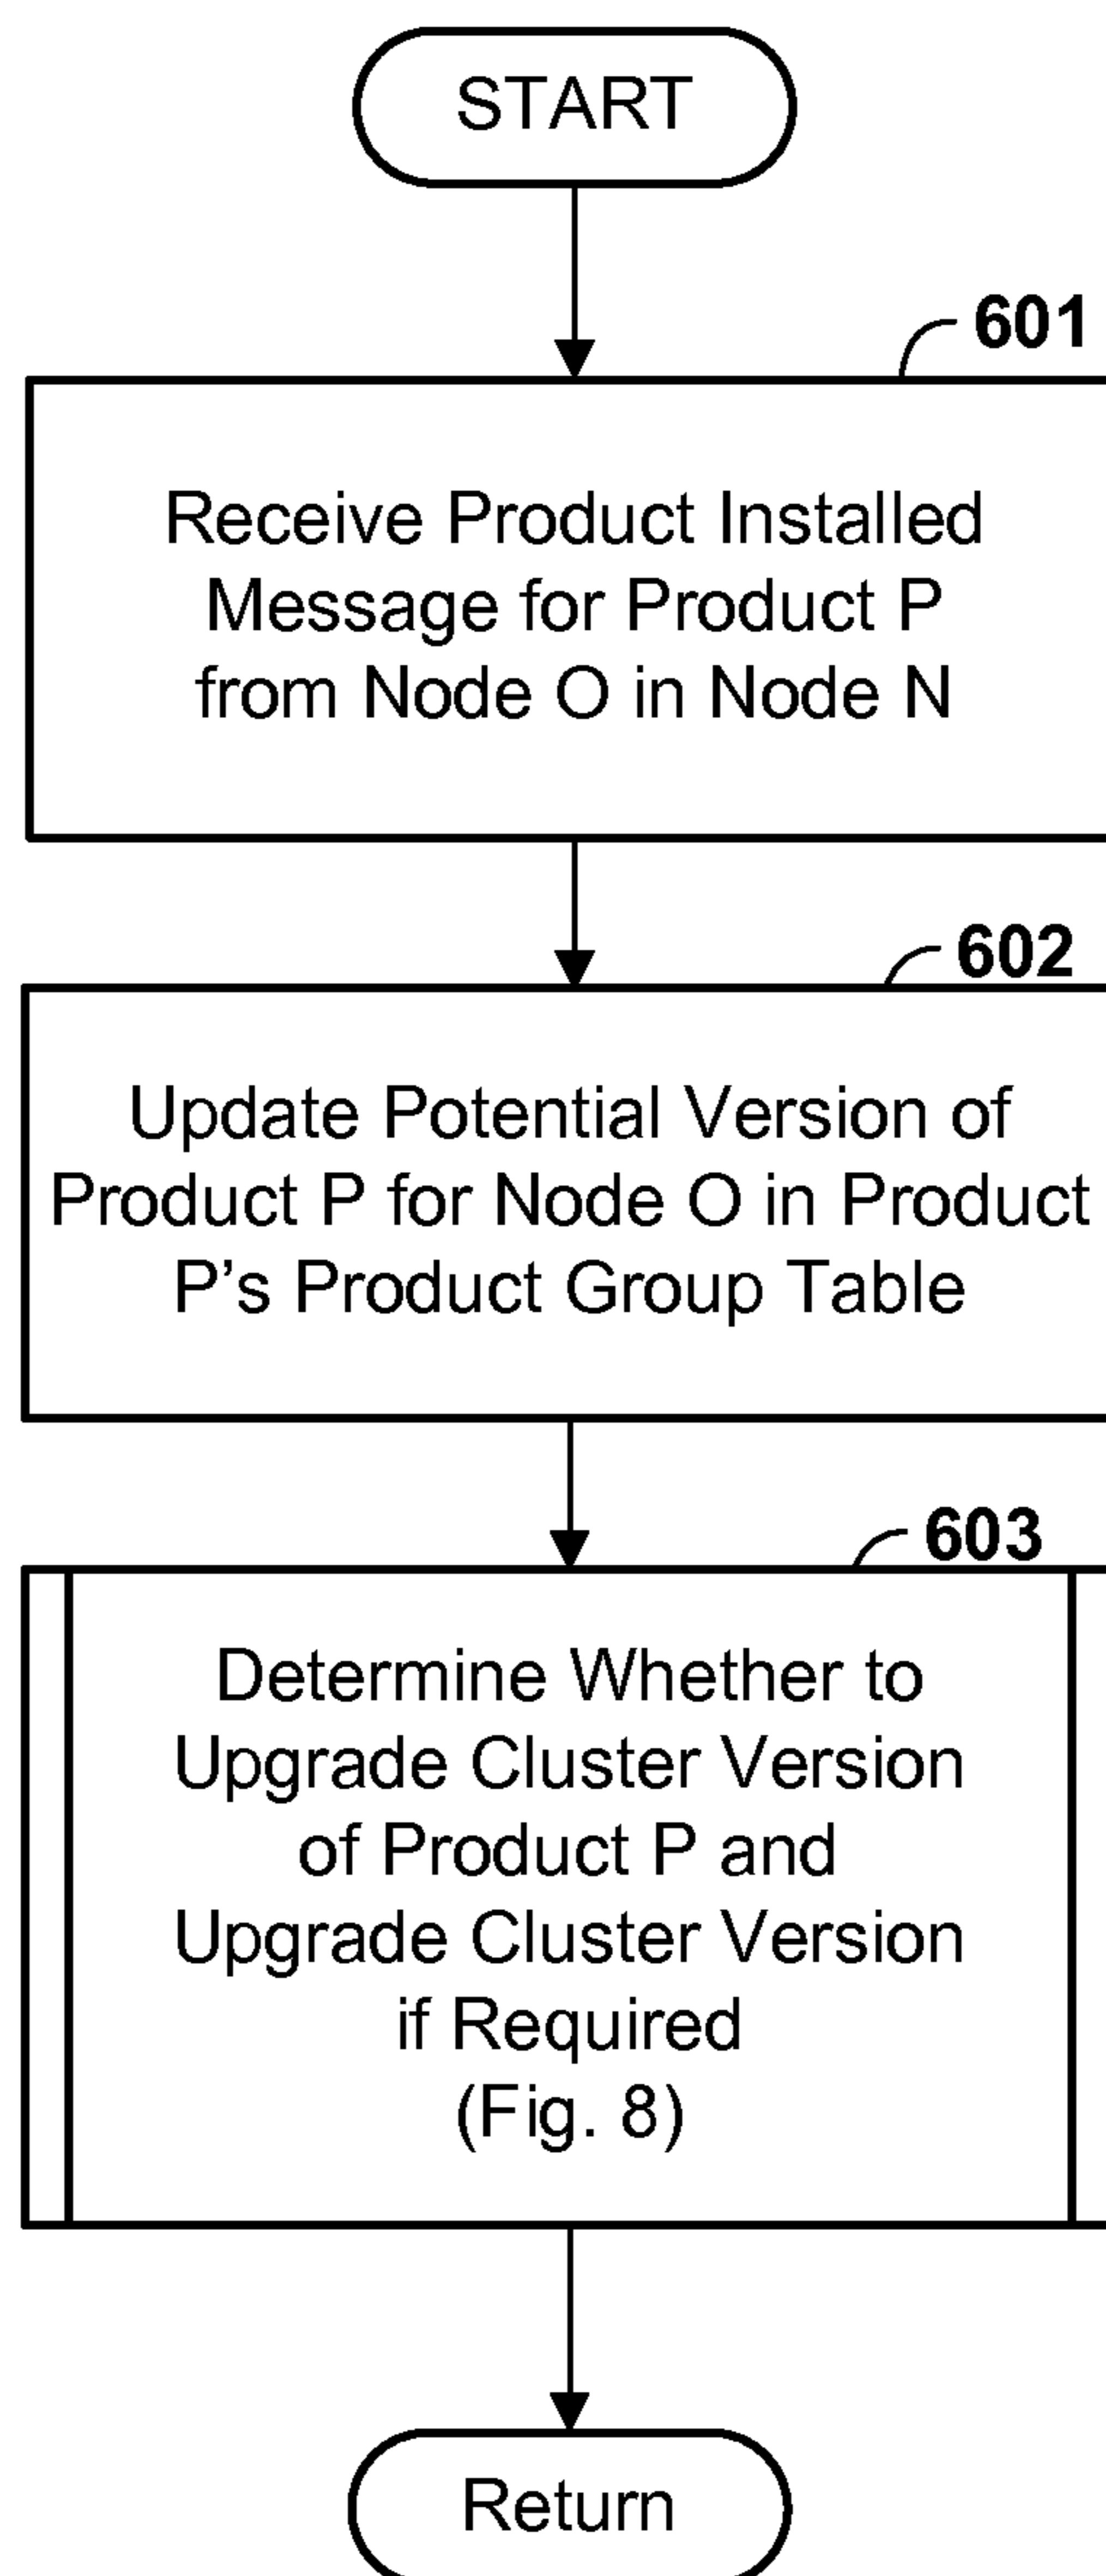 START
601
Receive Product Installed
Message for Product P
from Node O in Node N
602
Update Potential Version of
Product P for Node O in Product
P's Product Group Table
603
Determine Whether to
Upgrade Cluster Version
of Product P and
Upgrade Cluster Version
if Required
(Fig. 8)
Return